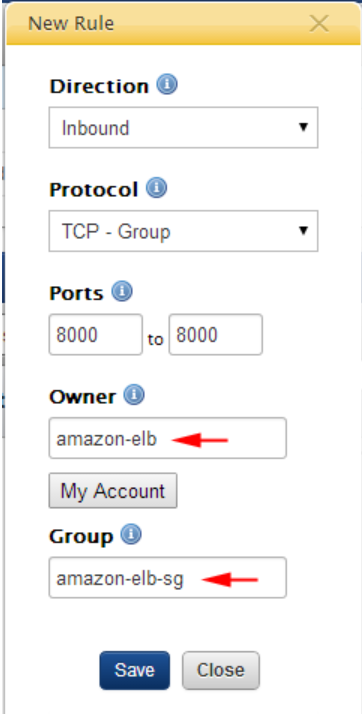 New Rule
Direction
Inbound
Protocol
TCP - Group
Ports
8000 to 8000
Owner
amazon-elb
My Account
Group
amazon-elb-sg
Save Close